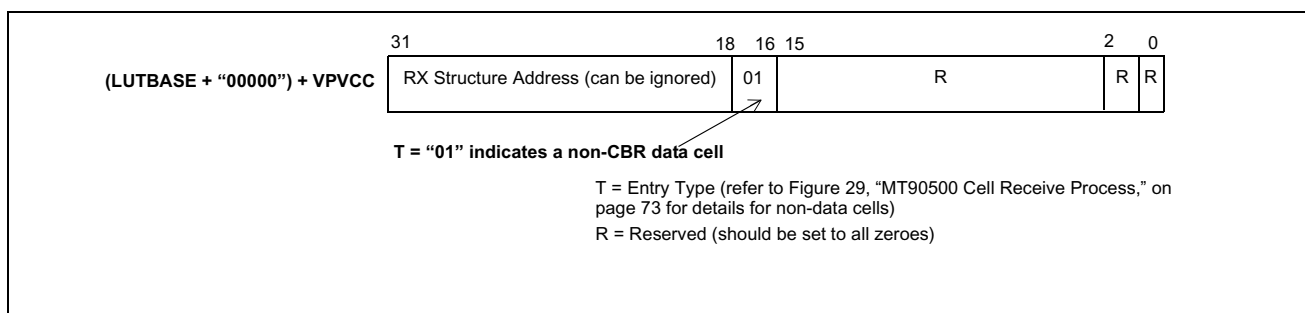 31 18 16 15 2 0
(LUTBASE + “00000”) + VPVCC RX Structure Address (can be ignored) 01 R R R
T = “01” indicates a non-CBR data cell
T = Entry Type (refer to Figure 29, “MT90500 Cell Receive Process,” on
page 73 for details for non-data cells)
R = Reserved (should be set to all zeroes)